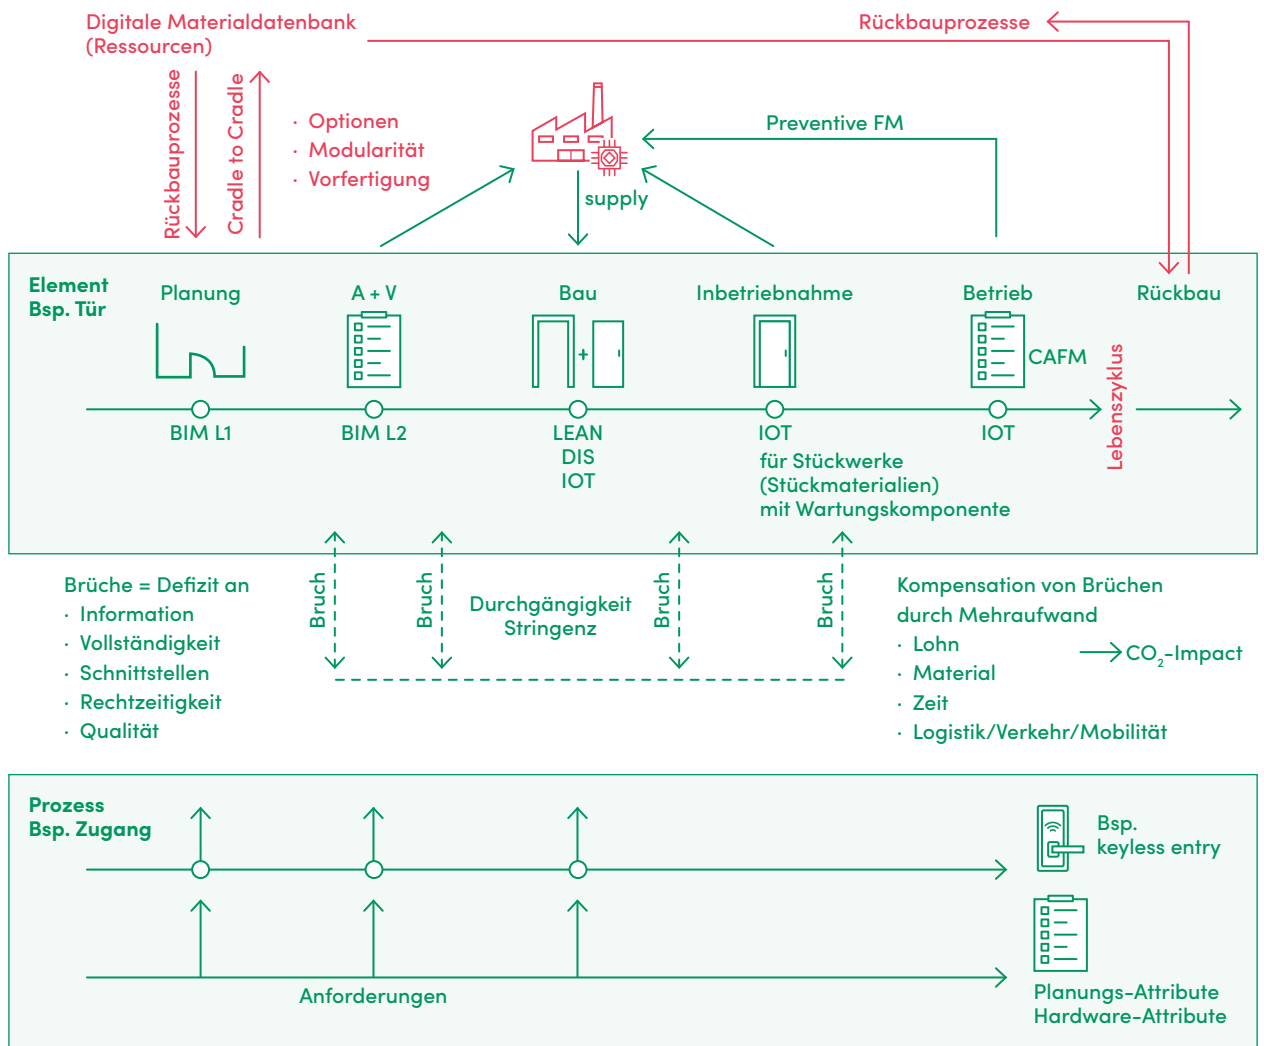 Digitale Materialdatenbank
(Ressourcen)
Rückbauprozesse
Rückbauprozesse
Cradle to Cradle
· Optionen
· Modularität
· Vorfertigung
supply
Preventive FM
Element
Bsp. Tür
Planung
A + V
Bau
Inbetriebnahme
Betrieb
Rückbau
+
CAFM
Lebenszyklus
BIM L1
BIM L2
LEAN
DIS
IOT
IOT
für Stückwerke
(Stückmaterialien)
mit Wartungskomponente
IOT
Brüche = Defizit an
· Information
· Vollständigkeit
· Schnittstellen
· Rechtzeitigkeit
· Qualität
Bruch
Bruch
Durchgängigkeit
Stringenz
Bruch
Bruch
Kompensation von Brüchen
durch Mehraufwand
· Lohn
· Material
· Zeit
· Logistik/Verkehr/Mobilität
CO₂-Impact
Prozess
Bsp. Zugang
Bsp.
keyless entry
Anforderungen
Planungs-Attribute
Hardware-Attribute